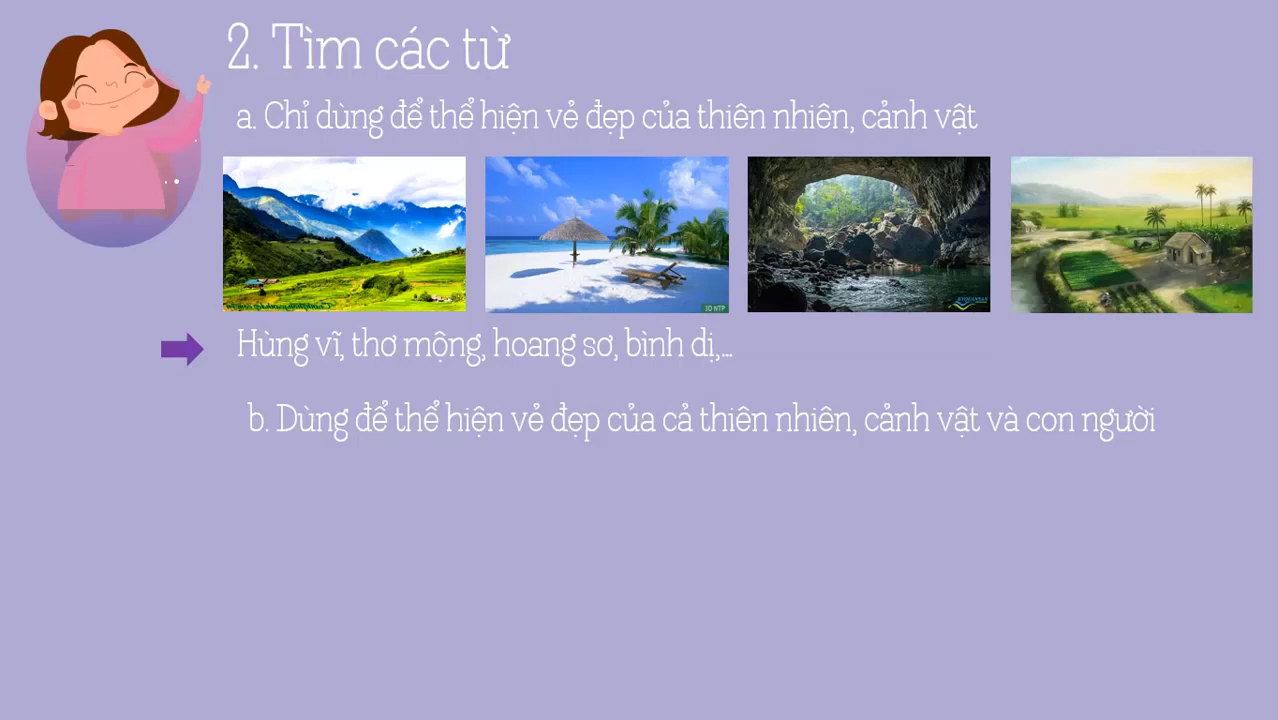 2. Tìm các từ
a. Chỉ dùng để thể hiện vẻ đẹp của thiên nhiên, cảnh vật
3D NTP
Hùng vĩ, thơ mộng, hoang sơ, bình dị,...
b. Dùng để thể hiện vẻ đẹp của cả thiên nhiên, cảnh vật và con người